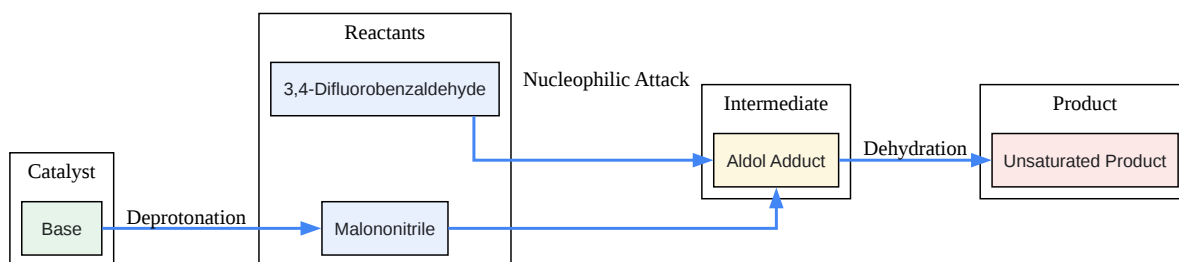 Reactants
3,4-Difluorobenzaldehyde
Nucleophilic Attack
Intermediate
Product
Aldol Adduct
Dehydration
Unsaturated Product
Catalyst
Base
Deprotonation
Malononitrile